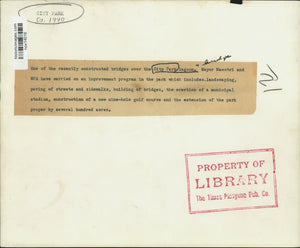 CITY PARK
Ca. 1990
One of the recently constructed bridges over the City Park lagoons. Mayor Maestri and
WPA have carried on an improvement program in the park which includes.landscaping,
paving of streets and sidewalks, building of bridges, the erection of a municipal
stadium, construction of a new nine-hole golf course and the extension of the park
proper by several hundred acres.
PROPERTY OF
LIBRARY
The Times Picayune Pub. Co.